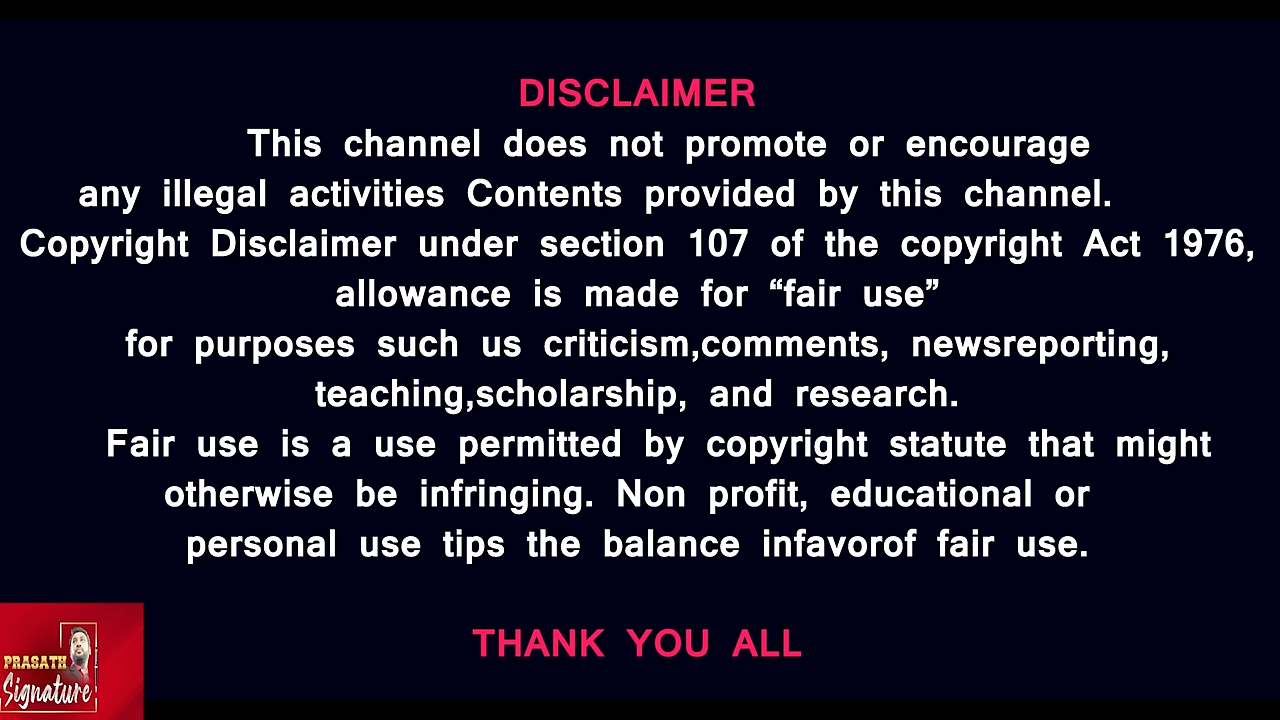 DISCLAIMER
This channel does not promote or encourage
any illegal activities Contents provided by this channel.
Copyright Disclaimer under section 107 of the copyright Act 1976,
allowance is made for “fair use”
for purposes such us criticism,comments, newsreporting,
teaching,scholarship, and research.
Fair use is a use permitted by copyright statute that might
otherwise be infringing. Non profit, educational or
personal use tips the balance infavorof fair use.
THANK YOU ALL
PRASATH
Signature